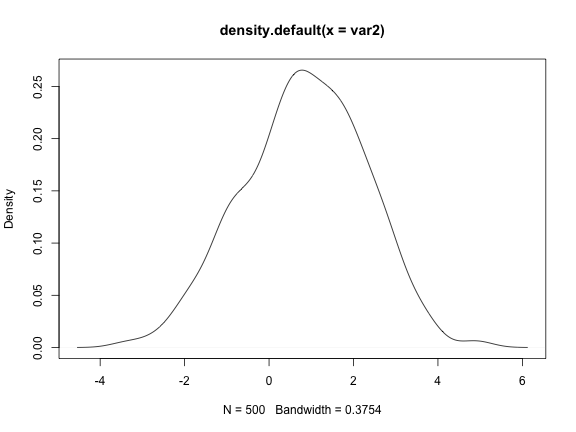 density.default(x = var2)
Density
0.25
0.20
0.15
0.10
0.05
0.00
-4 -2 0 2 4 6
N = 500 Bandwidth = 0.3754